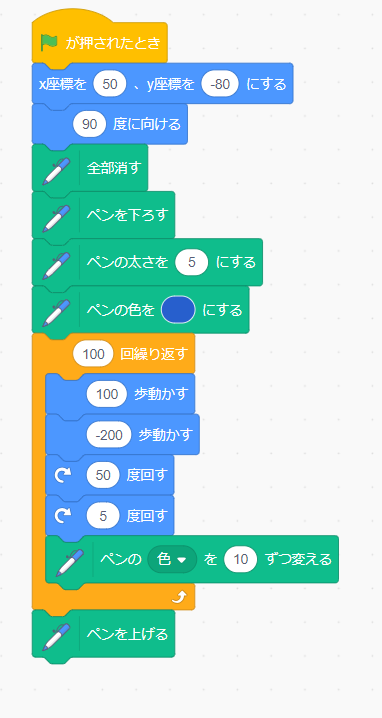 が押されたとき
x座標を 50 、y座標を -80 にする
90 度に向ける
全部消す
ペンを下ろす
ペンの太さを 5 にする
ペンの色を にする
100 回繰り返す
100 歩動かす
-200 歩動かす
50 度回す
5 度回す
ペンの 色 を 10 ずつ変える
ペンを上げる